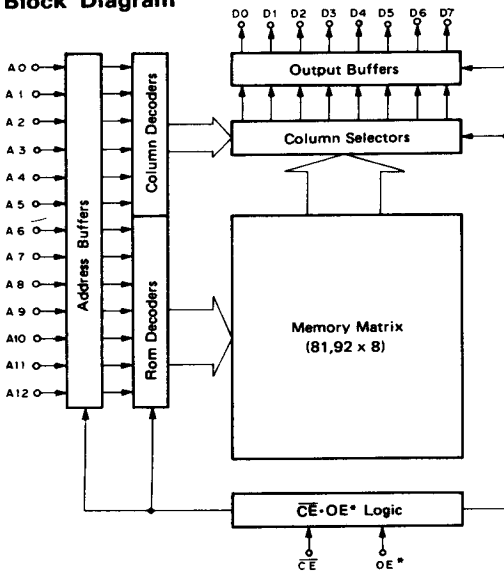 Block Diagram
D0 D1 D2 D3 D4 D5 D6 D7
Output Buffers
Column Selectors
A0
A1
A2
A3
A4
A5
A6
A7
A8
A9
A10
A11
A12
Address Buffers
Column Decoders
Rom Decoders
Memory Matrix
(81,92 x 8)
C̅E̅•OE* Logic
C̅E̅ OE*